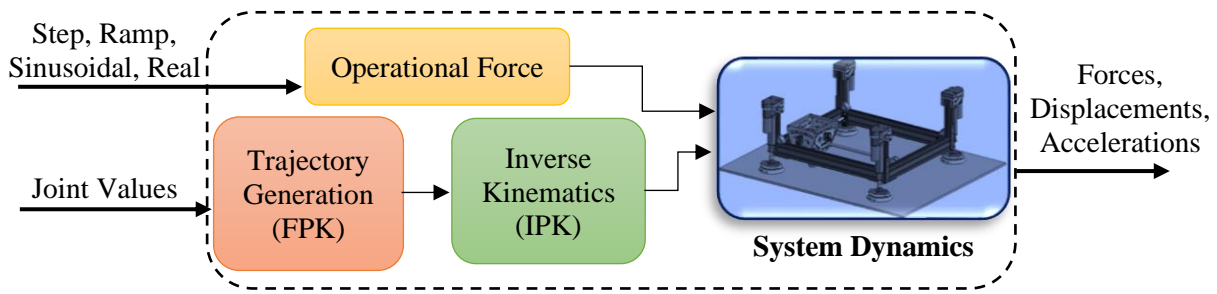 Step, Ramp,
Sinusoidal, Real
Operational Force
Forces,
Displacements,
Accelerations
Joint Values
Trajectory
Generation
(FPK)
Inverse
Kinematics
(IPK)
System Dynamics